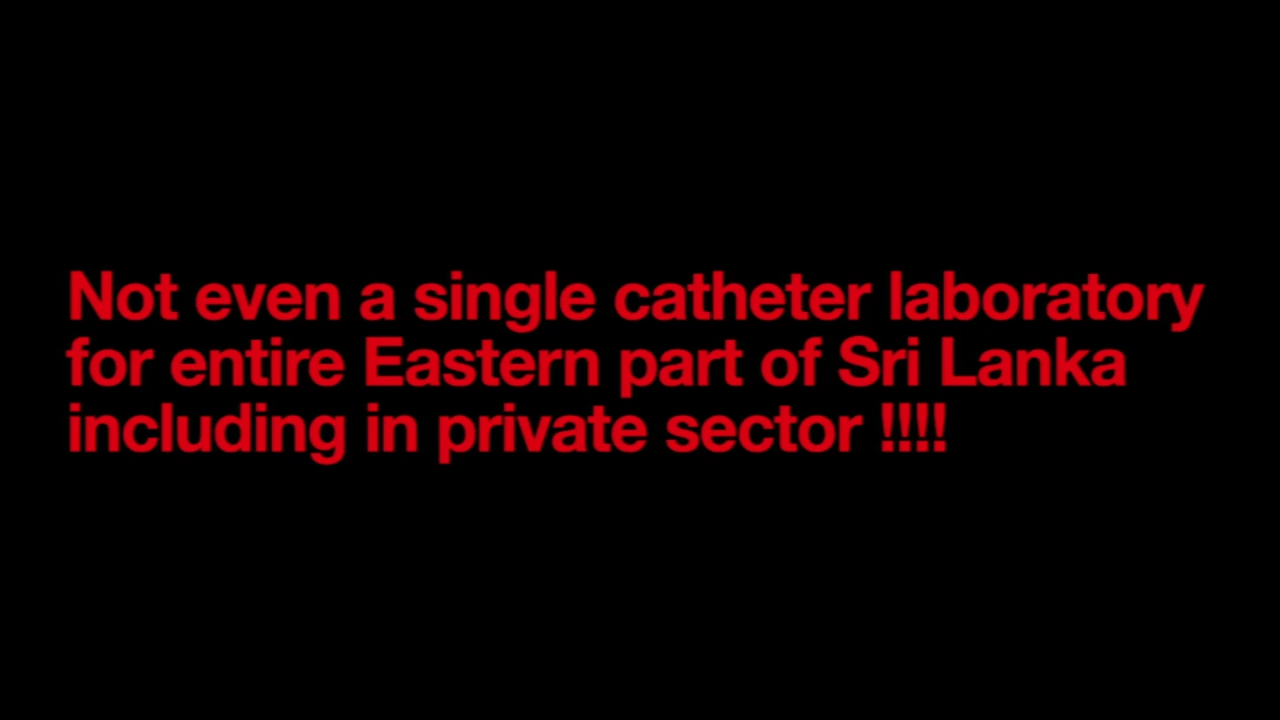 Not even a single catheter laboratory
for entire Eastern part of Sri Lanka
including in private sector !!!!